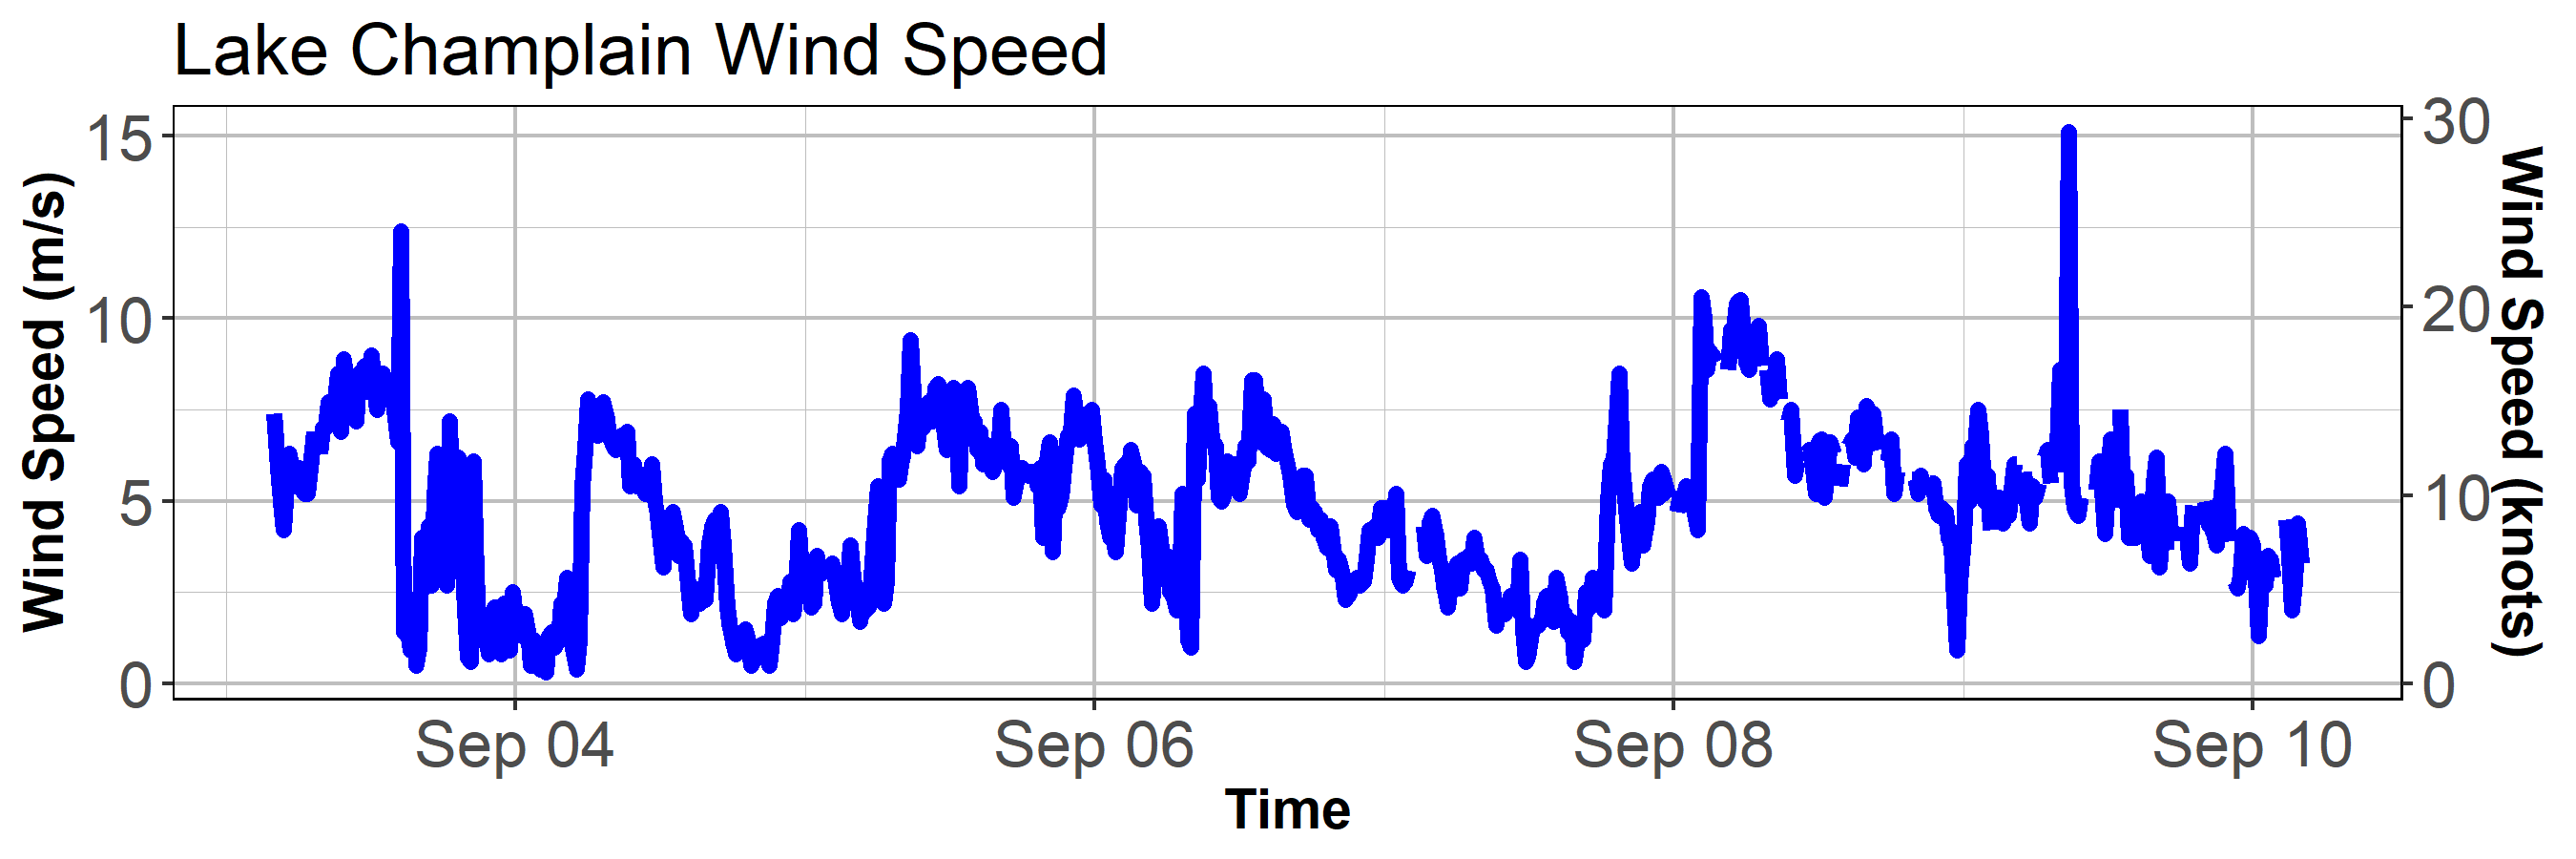 Lake Champlain Wind Speed
Wind Speed (m/s)
15
10
5
0
30
20
10
0
Wind Speed (knots)
Sep 04
Sep 06
Sep 08
Sep 10
Time